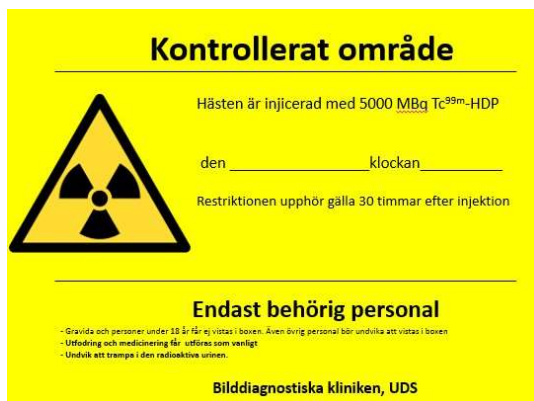 Kontrollerat område
Hästen är injicerad med 5000 MBq Tc99m-HDP
den ____________________klockan____________
Restriktionen upphör gälla 30 timmar efter injektion
Endast behörig personal
- Gravida och personer under 18 år får ej vistas i boxen. Även övrig personal bör undvika att vistas i boxen
- Utfodring och medicinering får utföras som vanligt
- Undvik att trampa i den radioaktiva urinen.
Bilddiagnostiska kliniken, UDS